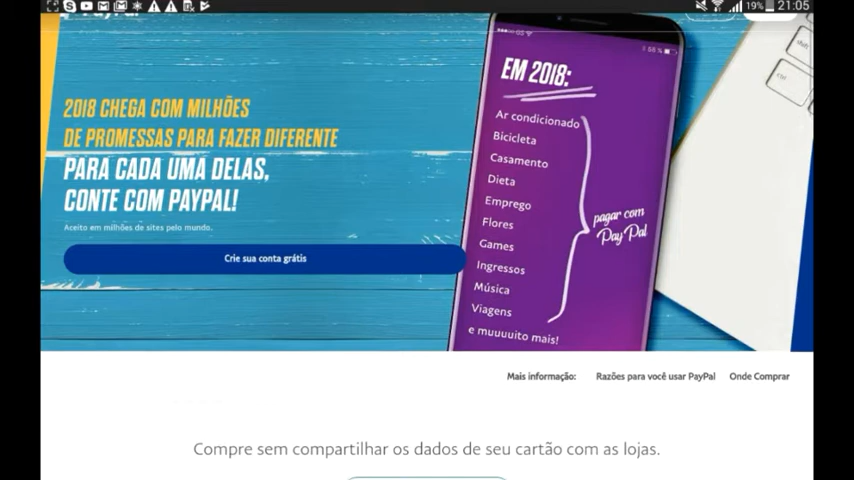 19% 21:05
56 %
EM 2018:
2018 CHEGA COM MILHÕES
DE PROMESSAS PARA FAZER DIFERENTE
PARA CADA UMA DELAS,
CONTE COM PAYPAL!
Aceito em milhões de sites pelo mundo.
Crie sua conta grátis
Ar condicionado
Bicicleta
Casamento
Dieta
Emprego
Flores
Games
Ingressos
Música
Viagens
e muuuuito mais!
pagar com
PayPal
Mais informação: Razões para você usar PayPal Onde Comprar
Compre sem compartilhar os dados de seu cartão com as lojas.